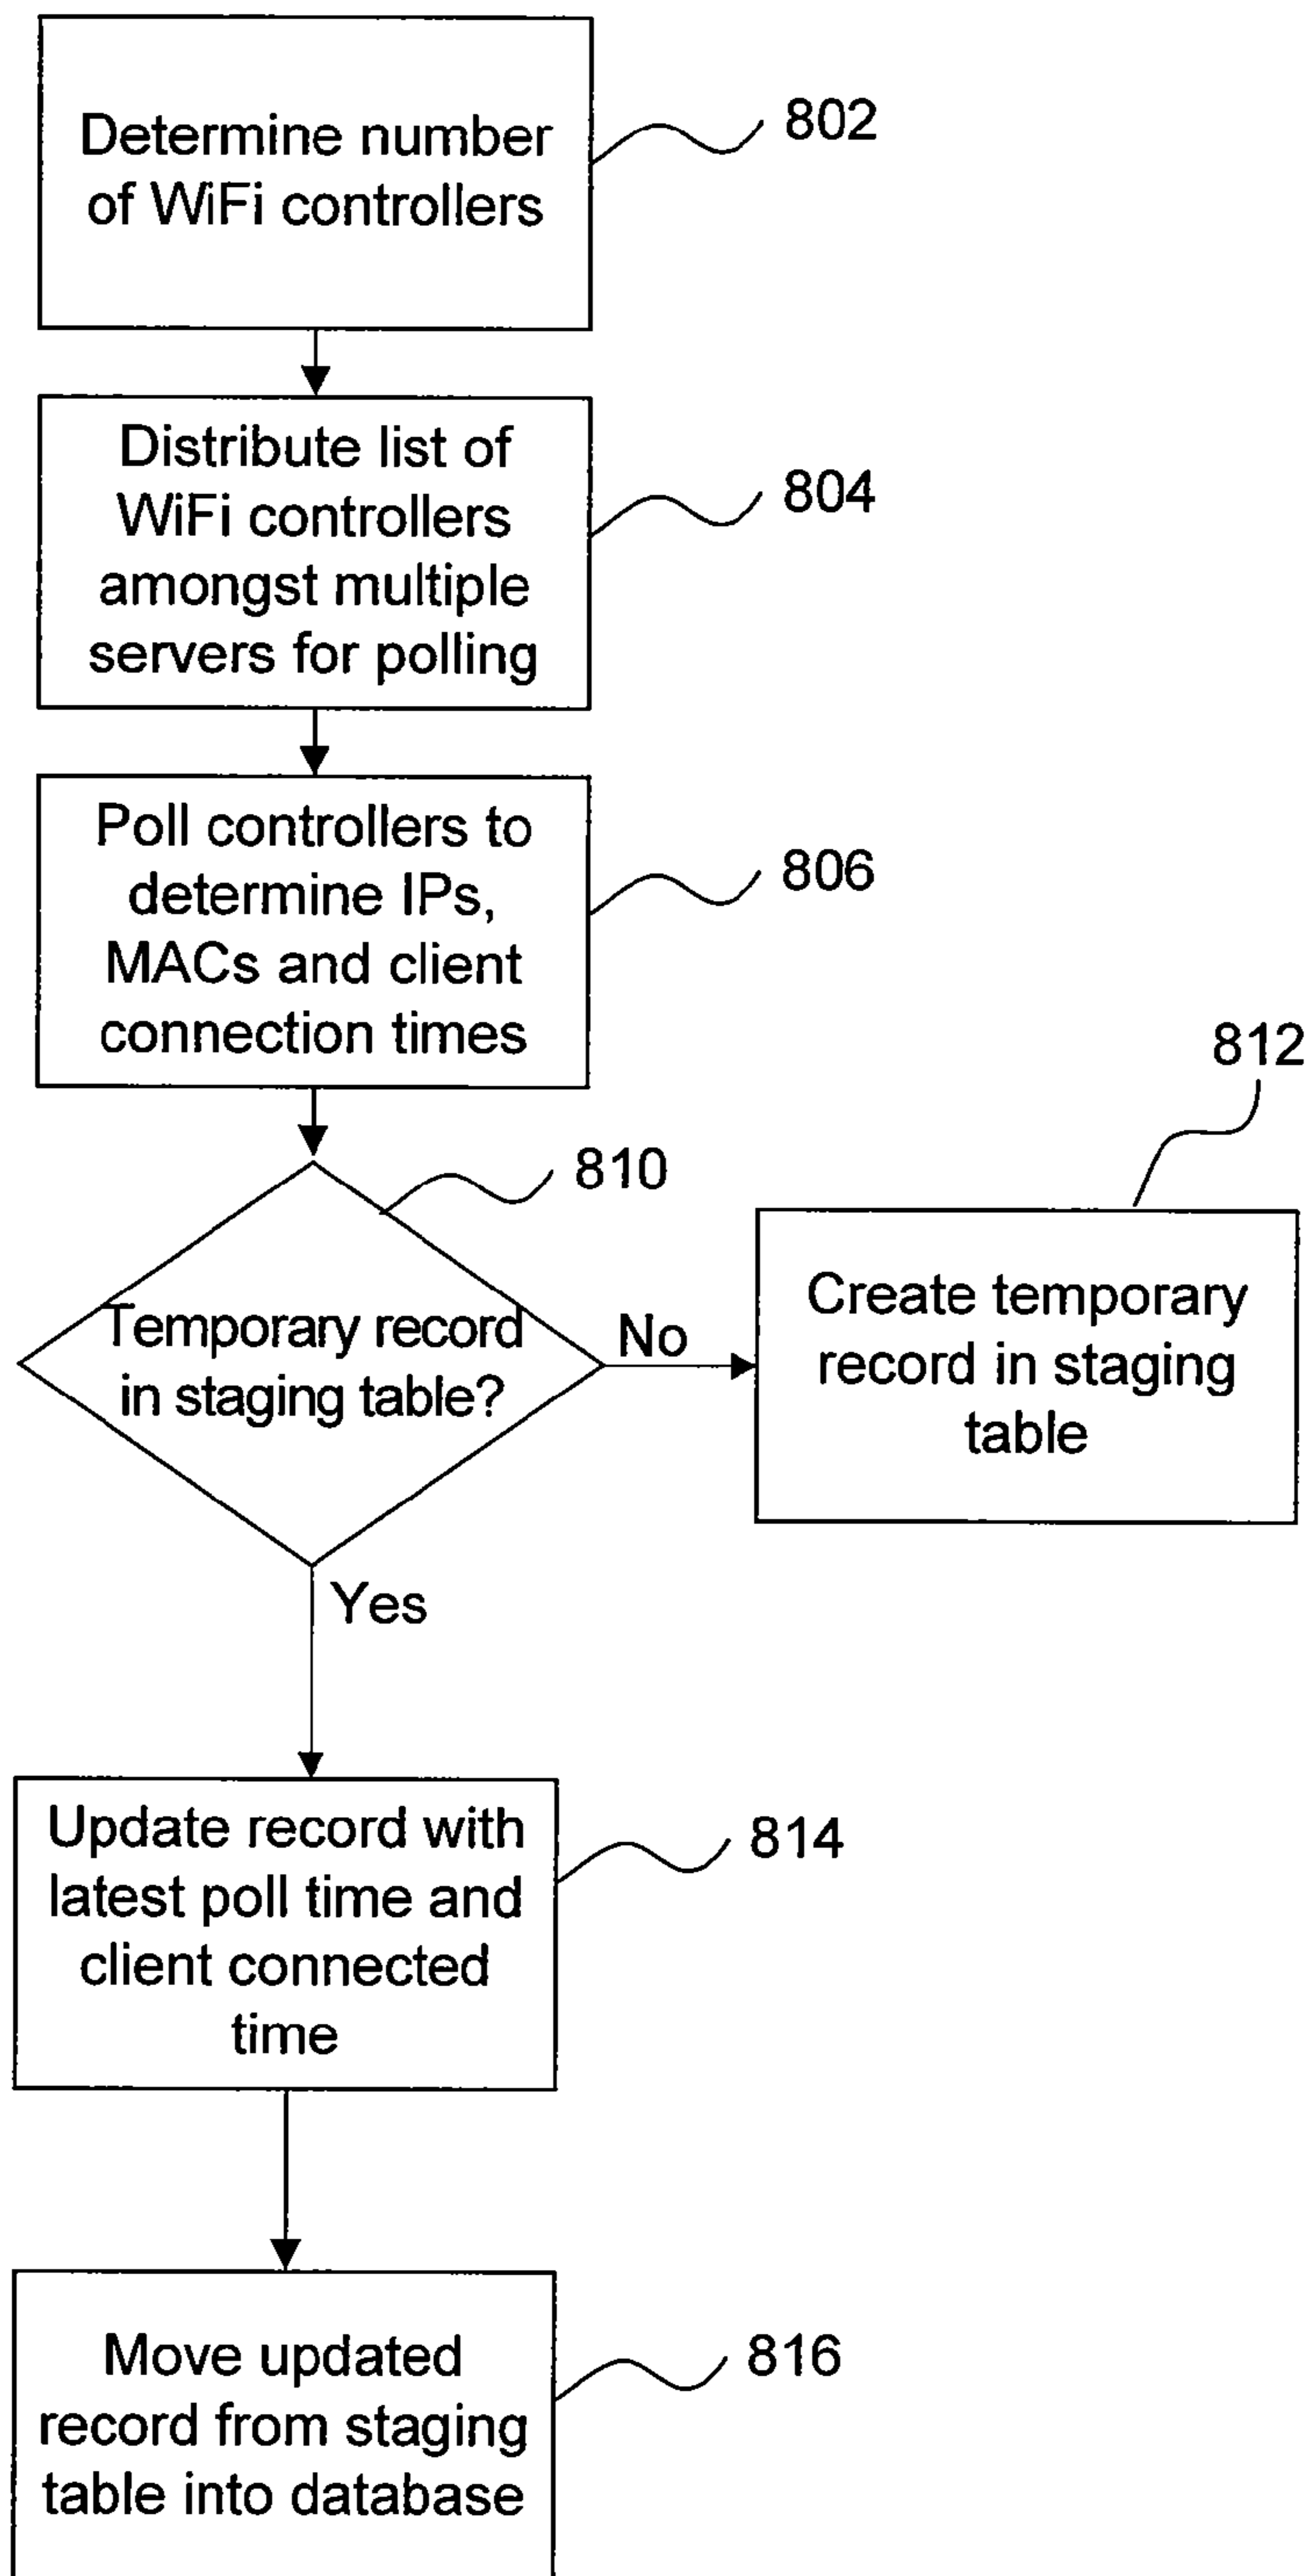 Determine number
of WiFi controllers
802
Distribute list of
WiFi controllers
amongst multiple
servers for polling
804
Poll controllers to
determine IPs,
MACs and client
connection times
806
810
Temporary record
in staging table?
No
812
Create temporary
record in staging
table
Yes
Update record with
latest poll time and
client connected
time
814
Move updated
record from staging
table into database
816